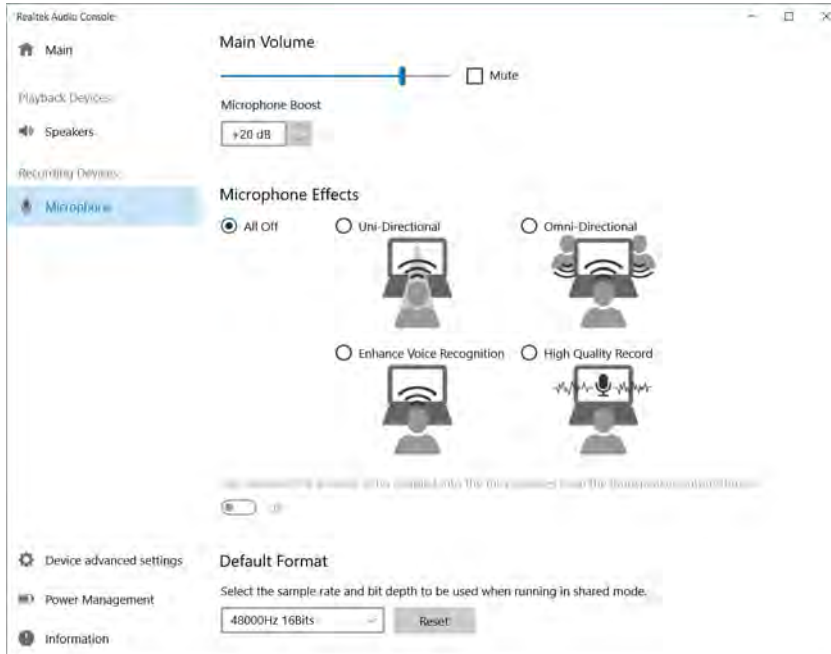 Realtek Audio Console
Main
Playback Devices
Speakers
Recording Devices
Microphone
Device advanced settings
Power Management
Information
Main Volume
Mute
Microphone Boost
+20 dB
Microphone Effects
All Off
Uni-Directional
Omni-Directional
Enhance Voice Recognition
High Quality Record
Default Format
Select the sample rate and bit depth to be used when running in shared mode.
48000Hz 16Bits
Reset